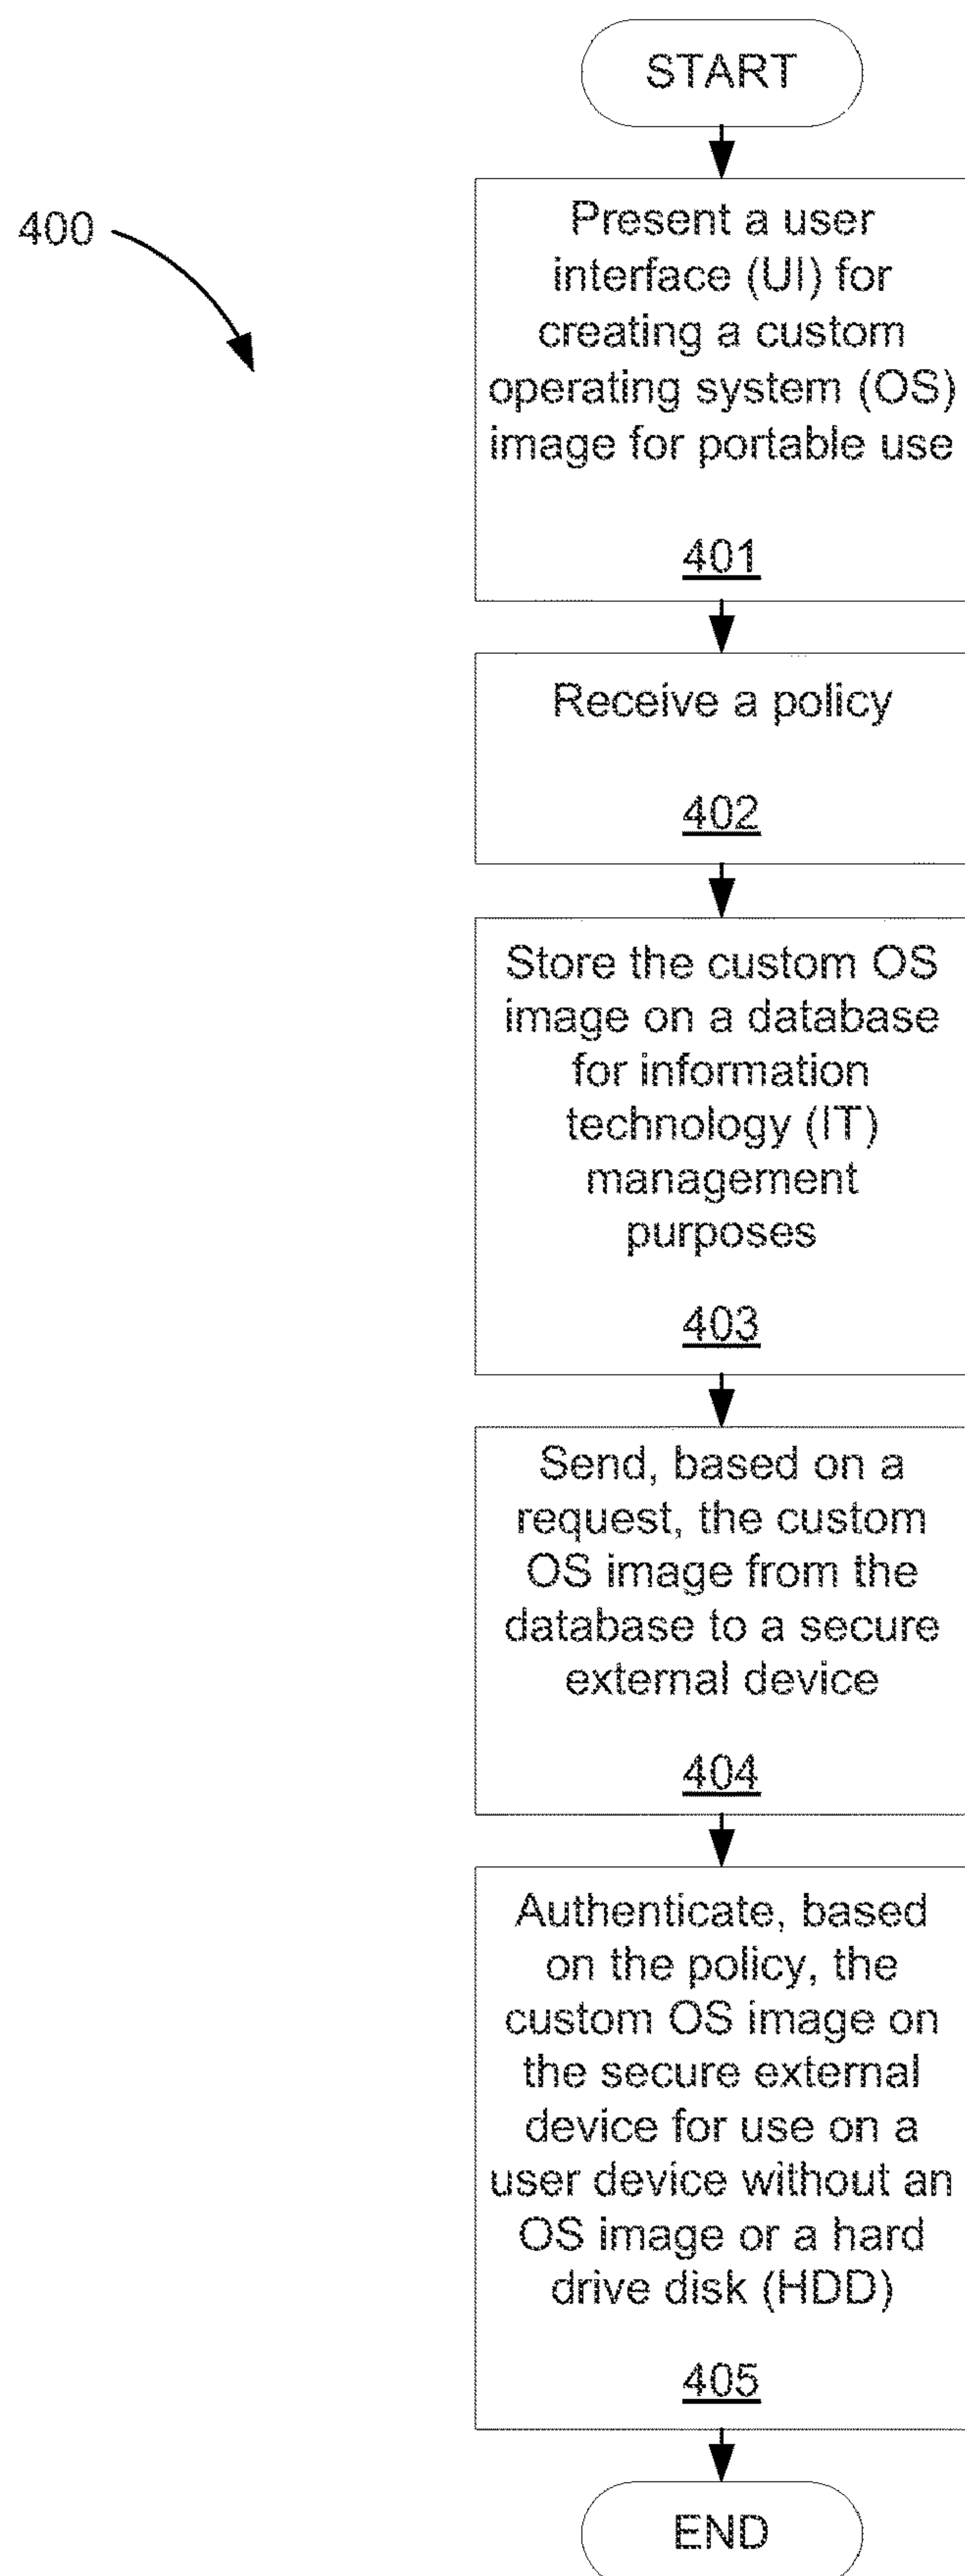 START
400
Present a user
interface (UI) for
creating a custom
operating system (OS)
image for portable use
401
Receive a policy
402
Store the custom OS
image on a database
for information
technology (IT)
management
purposes
403
Send, based on a
request, the custom
OS image from the
database to a secure
external device
404
Authenticate, based
on the policy, the
custom OS image on
the secure external
device for use on a
user device without an
OS image or a hard
drive disk (HDD)
405
END